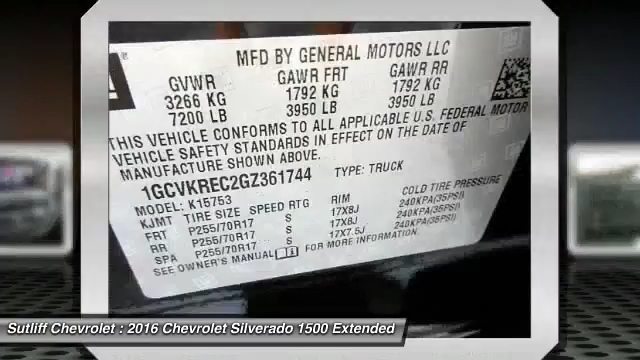 MFD BY GENERAL MOTORS LLC
GVWR GAWR FRT GAWR RR
3266 KG 1792 KG 1792 KG
7200 LB 3950 LB 3950 LB
THIS VEHICLE CONFORMS TO ALL APPLICABLE U.S. FEDERAL MOTOR
VEHICLE SAFETY STANDARDS IN EFFECT ON THE DATE OF
MANUFACTURE SHOWN ABOVE.
1GCVKREC2GZ361744 TYPE: TRUCK
MODEL: K15753
KJMT TIRE SIZE SPEED RTG RIM COLD TIRE PRESSURE
FRT P255/70R17 S 17X8J 240KPA(35PSI)
RR P255/70R17 S 17X8J 240KPA(35PSI)
SPA P255/70R17 S 17X7.5J 240KPA(35PSI)
SEE OWNER'S MANUAL FOR MORE INFORMATION.
Sutliff Chevrolet : 2016 Chevrolet Silverado 1500 Extended